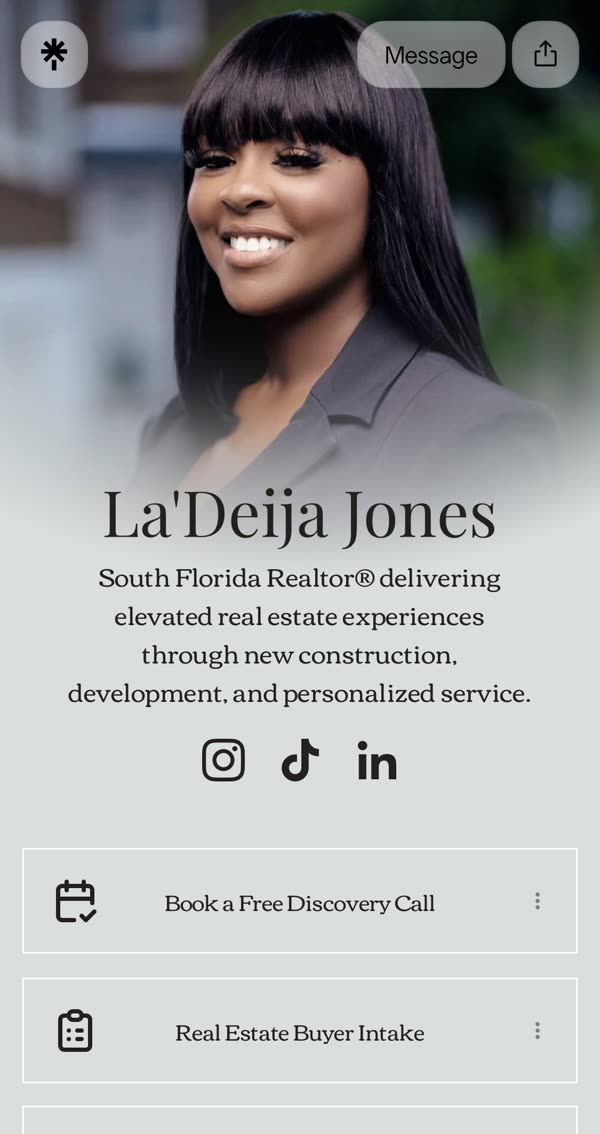 Message
La'Deija Jones
South Florida Realtor® delivering
elevated real estate experiences
through new construction,
development, and personalized service.
Book a Free Discovery Call
Real Estate Buyer Intake